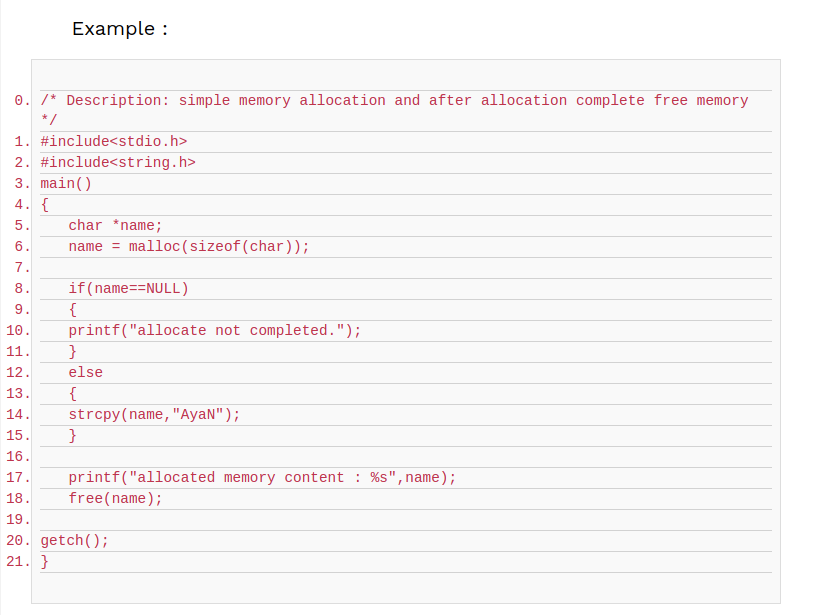 Example :
0. /* Description: simple memory allocation and after allocation complete free memory
*/
1. #include<stdio.h>
2. #include<string.h>
3. main()
4. {
5. char *name;
6. name = malloc(sizeof(char));
7.
8. if(name==NULL)
9. {
10. printf("allocate not completed.");
11. }
12. else
13. {
14. strcpy(name,"AyaN");
15. }
16.
17. printf("allocated memory content : %s",name);
18. free(name);
19.
20. getch();
21. }